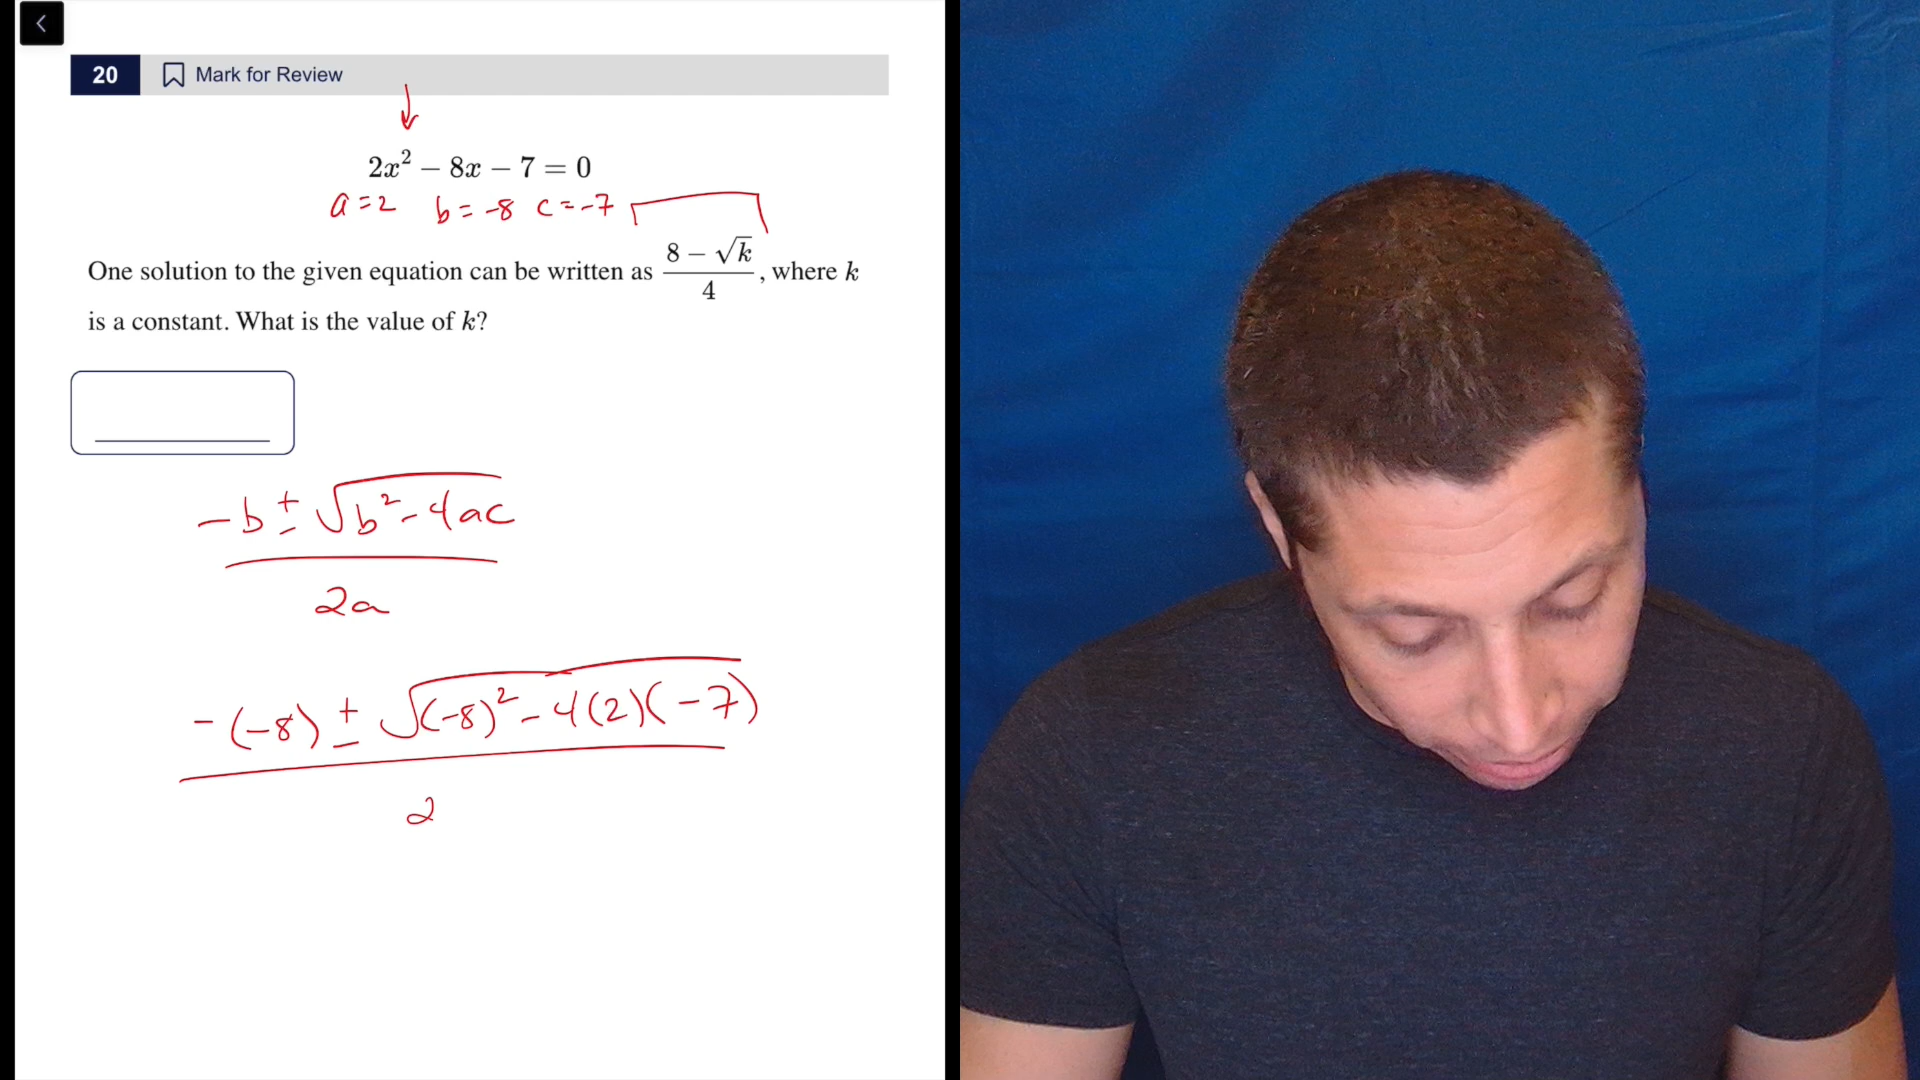 20 Mark for Review
2x² − 8x − 7 = 0
a = 2 b = -8 c = -7
One solution to the given equation can be written as (8 − √k)/4, where k
is a constant. What is the value of k?
-b ± √(b² - 4ac)
2a
-(-8) ± √((-8)² - 4(2)(-7))
2